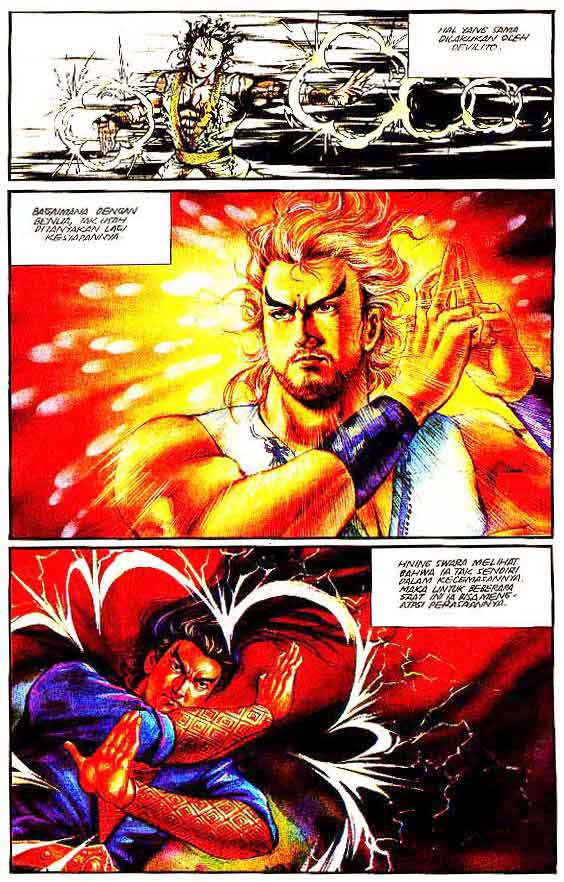 HAL YANG SAMA
DILAKUKAN OLEH
DEVILITO.
BAGAIMANA DENGAN
BENUA, TAK USAH
DITANYAKAN LAGI
KESIAPANNYA.
HNING SWARA MELIHAT
BAHWA IA TAK SENDIRI
DALAM KECEMASANNYA.
MAKA UNTUK BEBERAPA
SAAT INI IA BISA MENG-
ATASI PERASAANNYA.